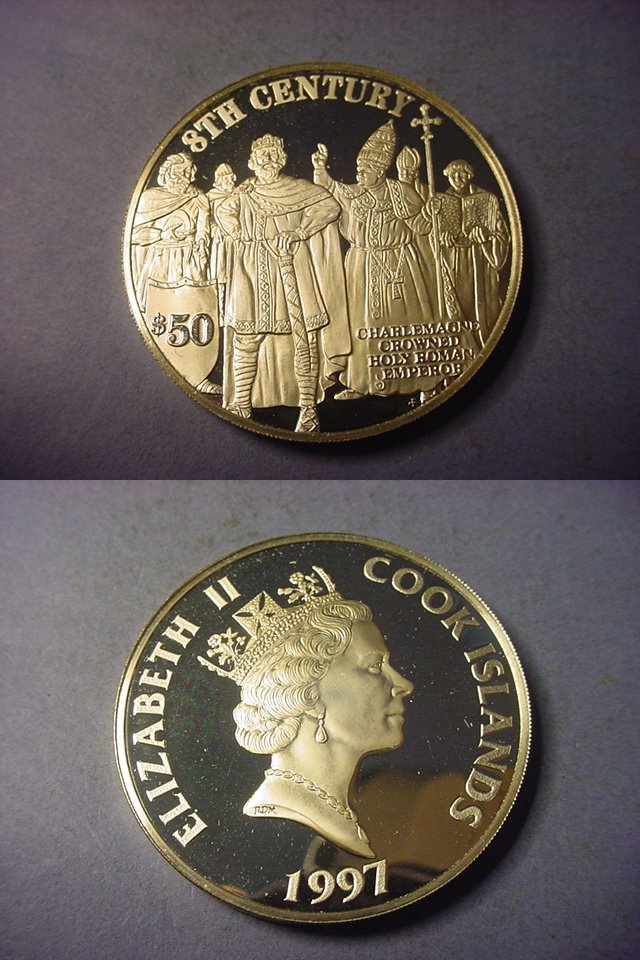 8TH CENTURY
$50
CHARLEMAGNE
CROWNED
HOLY ROMAN
EMPEROR
ELIZABETH II
COOK ISLANDS
RDM
1997